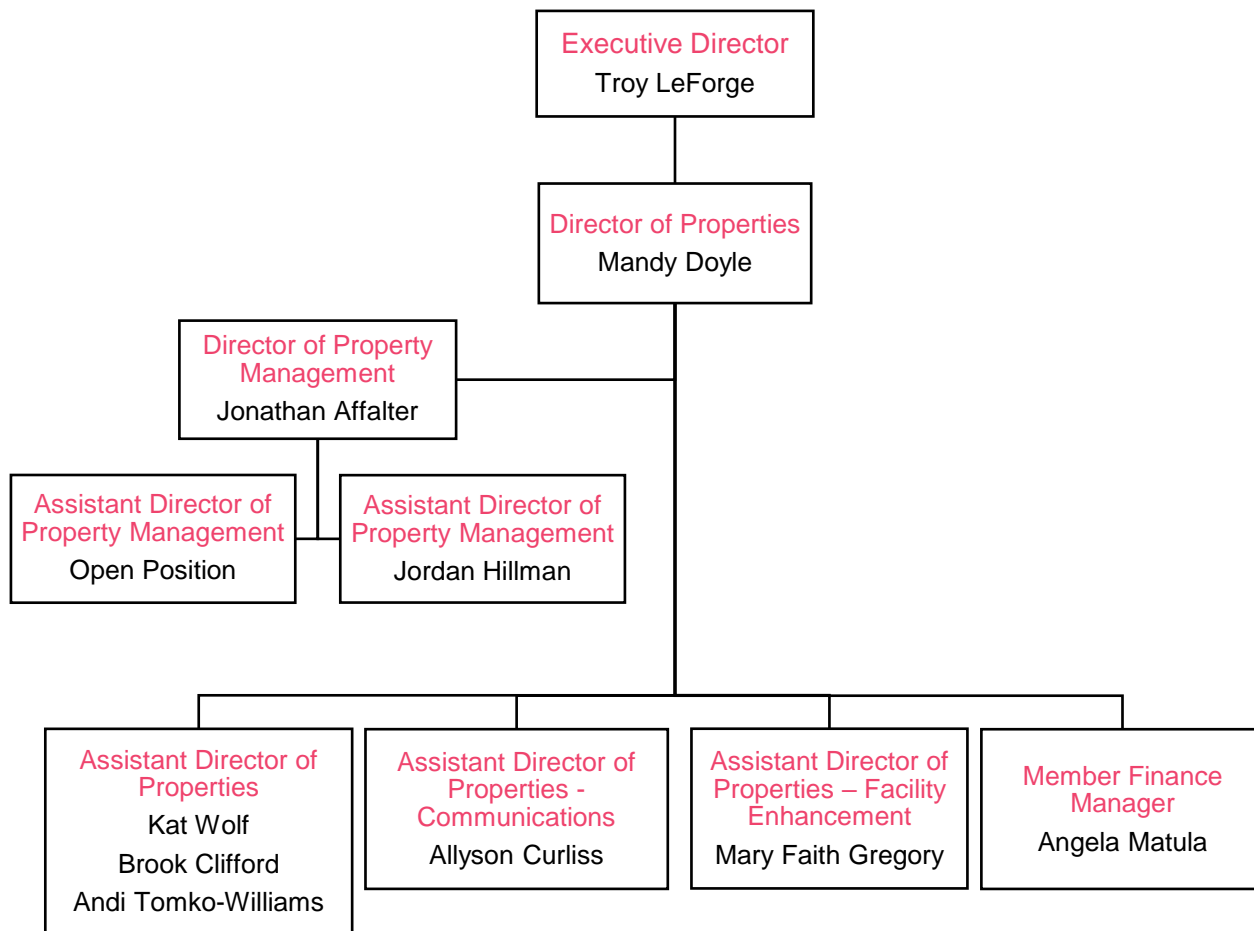 Executive Director
Troy LeForge
Director of Properties
Mandy Doyle
Director of Property
Management
Jonathan Affalter
Assistant Director of
Property Management
Open Position
Assistant Director of
Property Management
Jordan Hillman
Assistant Director of
Properties
Kat Wolf
Brook Clifford
Andi Tomko-Williams
Assistant Director of
Properties -
Communications
Allyson Curliss
Assistant Director of
Properties – Facility
Enhancement
Mary Faith Gregory
Member Finance
Manager
Angela Matula